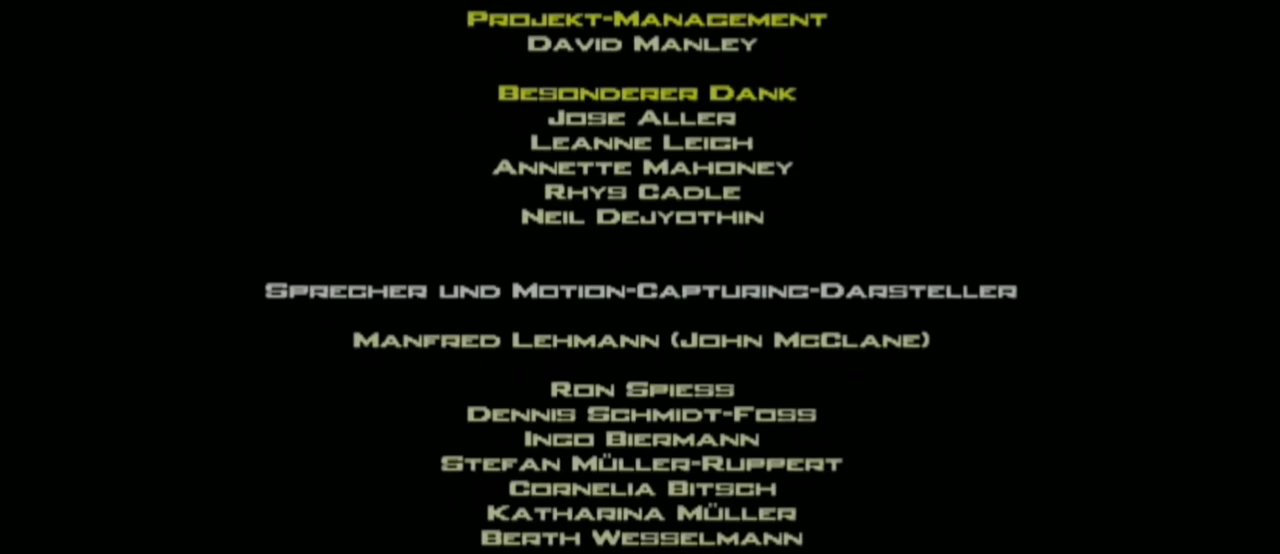 PROJEKT-MANAGEMENT
DAVID MANLEY
BESONDERER DANK
JOSE ALLER
LEANNE LEIGH
ANNETTE MAHONEY
RHYS CADLE
NEIL DEJYOTHIN
SPRECHER UND MOTION-CAPTURING-DARSTELLER
MANFRED LEHMANN (JOHN MCCLANE)
RON SPIESS
DENNIS SCHMIDT-FOSS
INGO BIERMANN
STEFAN MÜLLER-RUPPERT
CORNELIA BITSCH
KATHARINA MÜLLER
BERTH WESSELMANN